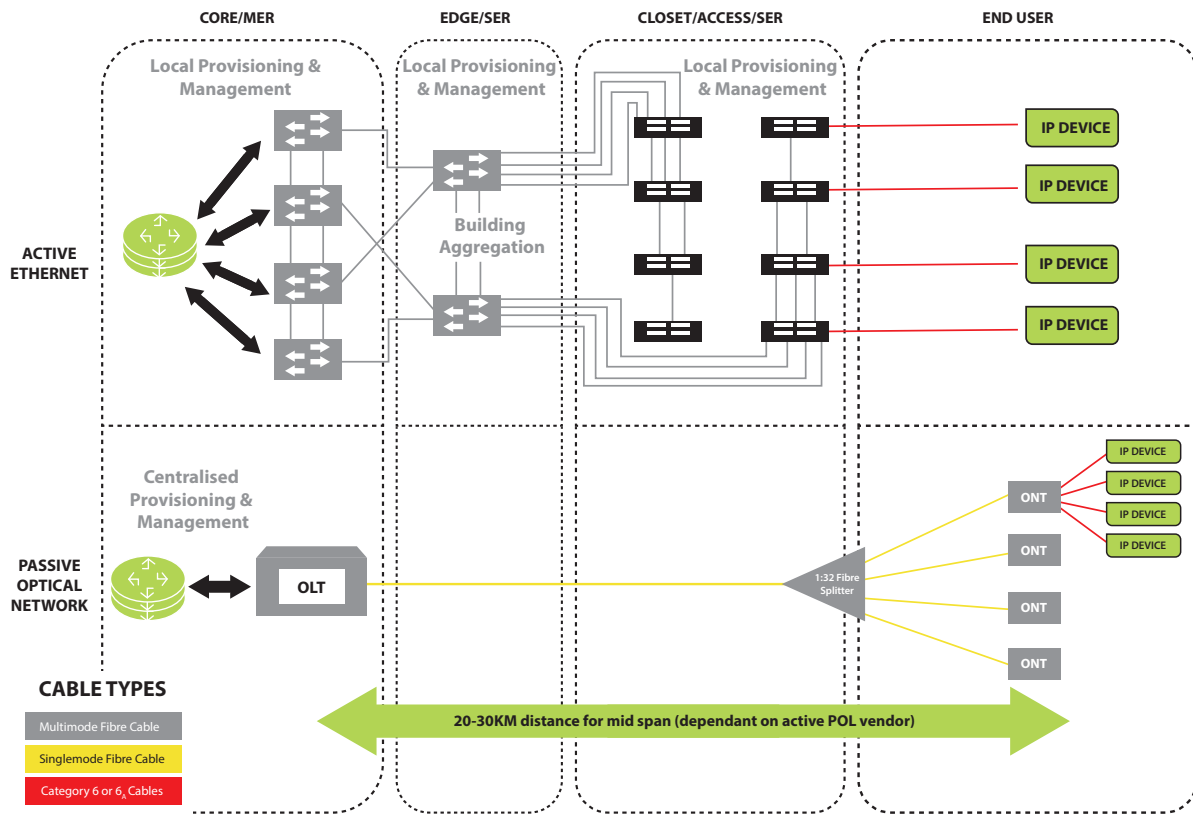 CORE/MER
EDGE/SER
CLOSET/ACCESS/SER
END USER
Local Provisioning &
Management
Local Provisioning
& Management
Local Provisioning
& Management
IP DEVICE
IP DEVICE
Building
Aggregation
ACTIVE
ETHERNET
IP DEVICE
IP DEVICE
Centralised
Provisioning &
Management
IP DEVICE
IP DEVICE
IP DEVICE
IP DEVICE
ONT
ONT
ONT
ONT
PASSIVE
OPTICAL
NETWORK
OLT
1:32 Fibre
Splitter
CABLE TYPES
Multimode Fibre Cable
Singlemode Fibre Cable
Category 6 or 6A Cables
20-30KM distance for mid span (dependant on active POL vendor)